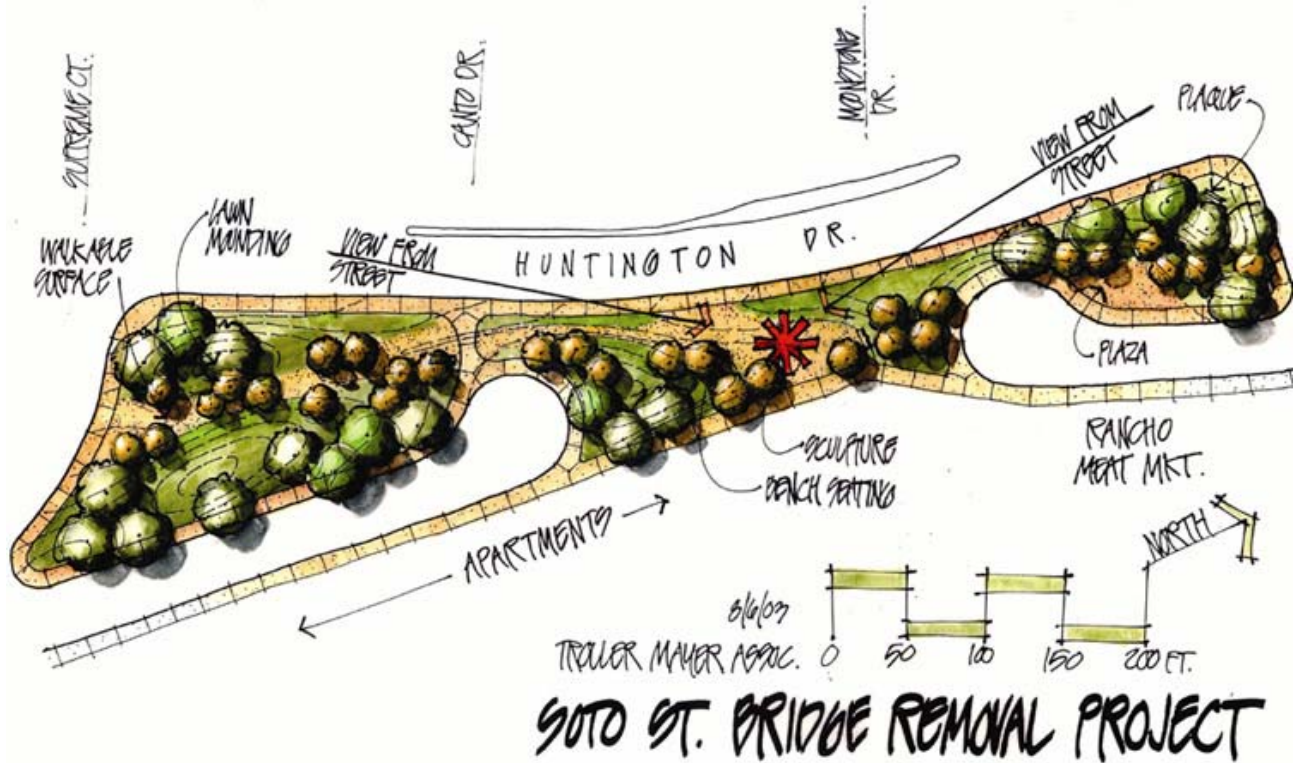 SUPREME CT.
CANTO DR.
MOONSTONE
DR.
VIEW FROM
STREET
PLAQUE
LAWN
MOUNDING
WALKABLE
SURFACE
VIEW FROM
STREET
HUNTINGTON DR.
PLAZA
SCULPTURE
BENCH SEATING
RANCHO
MEAT MKT.
APARTMENTS
NORTH
8/6/03
TROLLER MAYER ASSOC.
0 50 100 150 200 FT.
SOTO ST. BRIDGE REMOVAL PROJECT